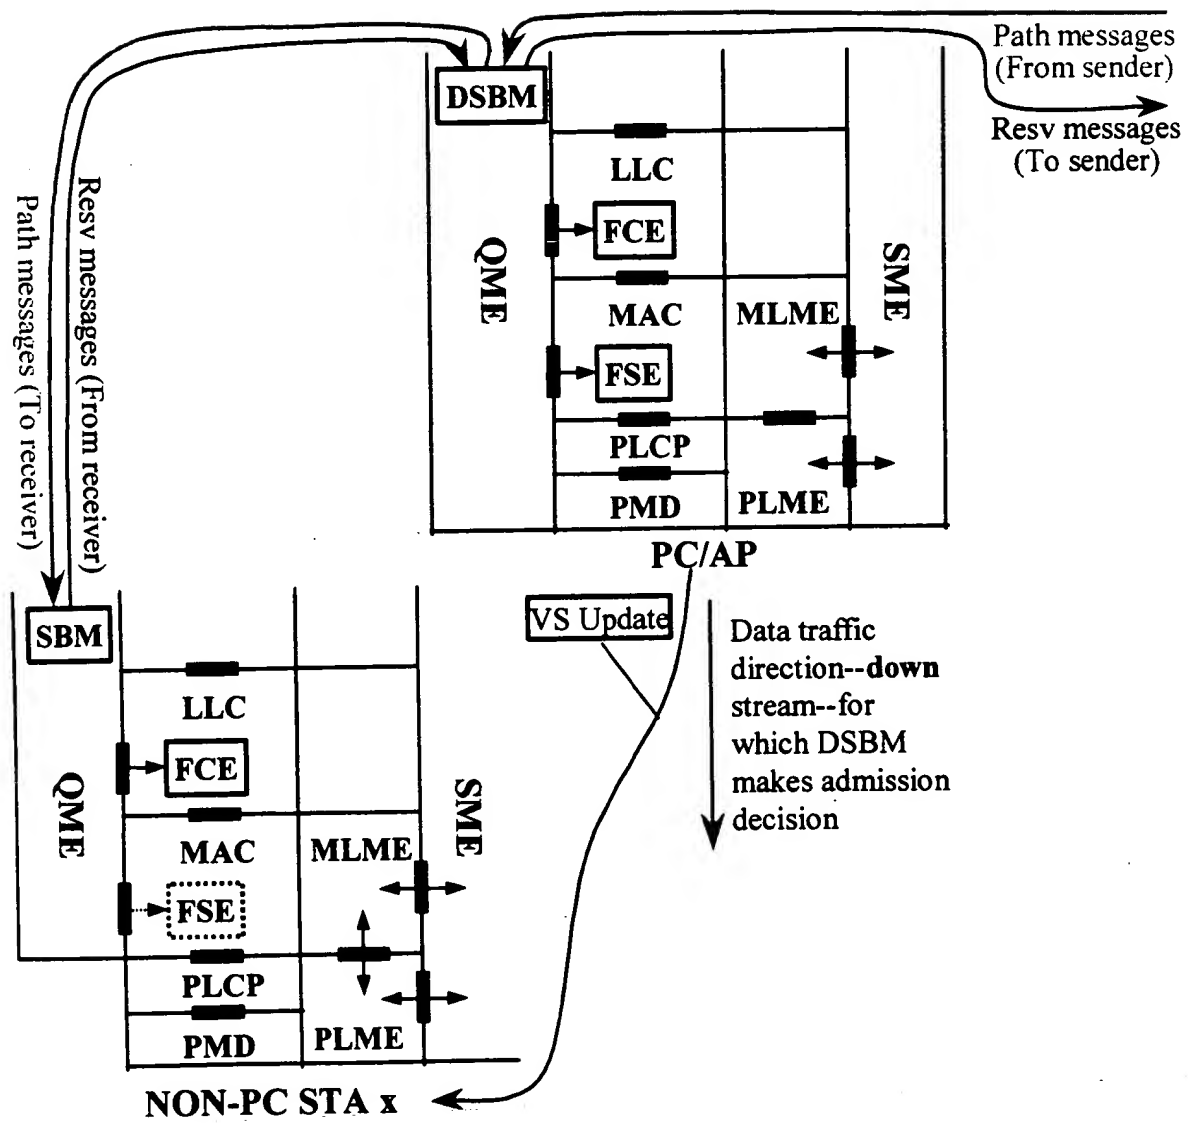 Path messages
(From sender)
Resv messages
(To sender)
DSBM
LLC
FCE
QME
SME
MAC
MLME
FSE
PLCP
PMD
PLME
PC/AP
Path messages (To receiver)
Resv messages (From receiver)
VS Update
Data traffic
direction--down
stream--for
which DSBM
makes admission
decision
SBM
LLC
FCE
QME
SME
MAC
MLME
FSE
PLCP
PMD
PLME
NON-PC STA x